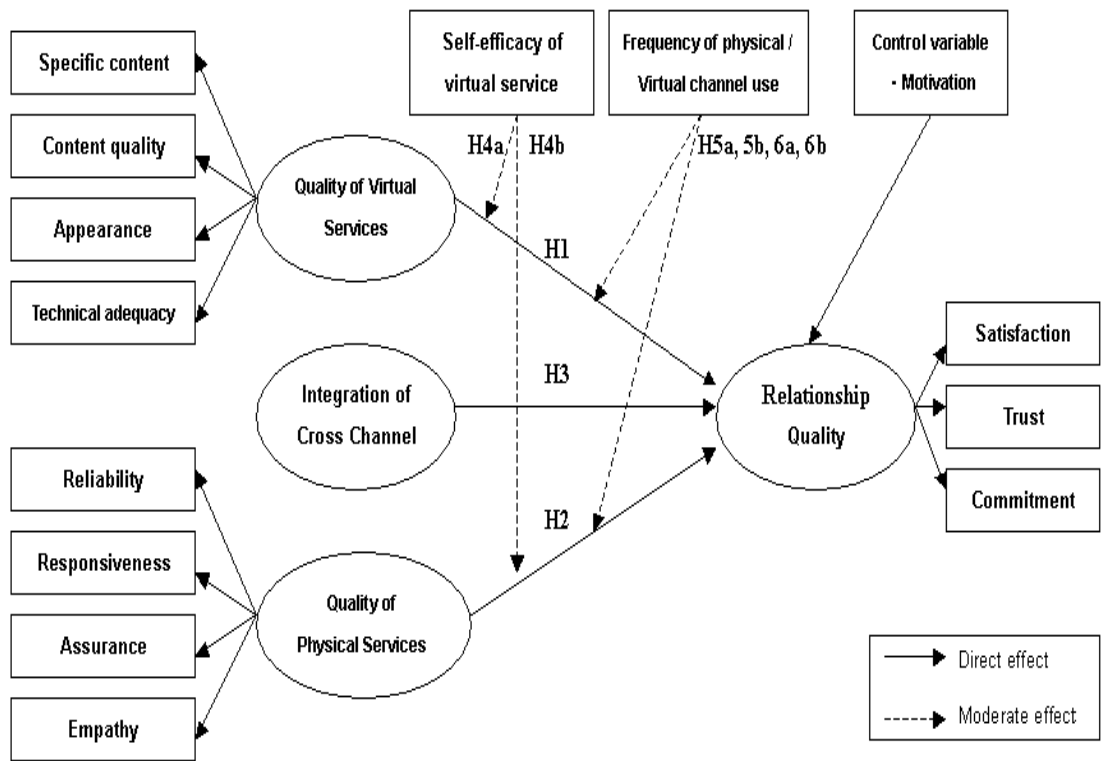 Specific content
Content quality
Appearance
Technical adequacy
Self-efficacy of
virtual service
Frequency of physical /
Virtual channel use
Control variable
- Motivation
H4a
H4b
H5a, 5b, 6a, 6b
Quality of Virtual
Services
H1
Integration of
Cross Channel
H3
Relationship
Quality
Satisfaction
Trust
Commitment
Reliability
Responsiveness
Assurance
Empathy
H2
Quality of
Physical Services
Direct effect
Moderate effect